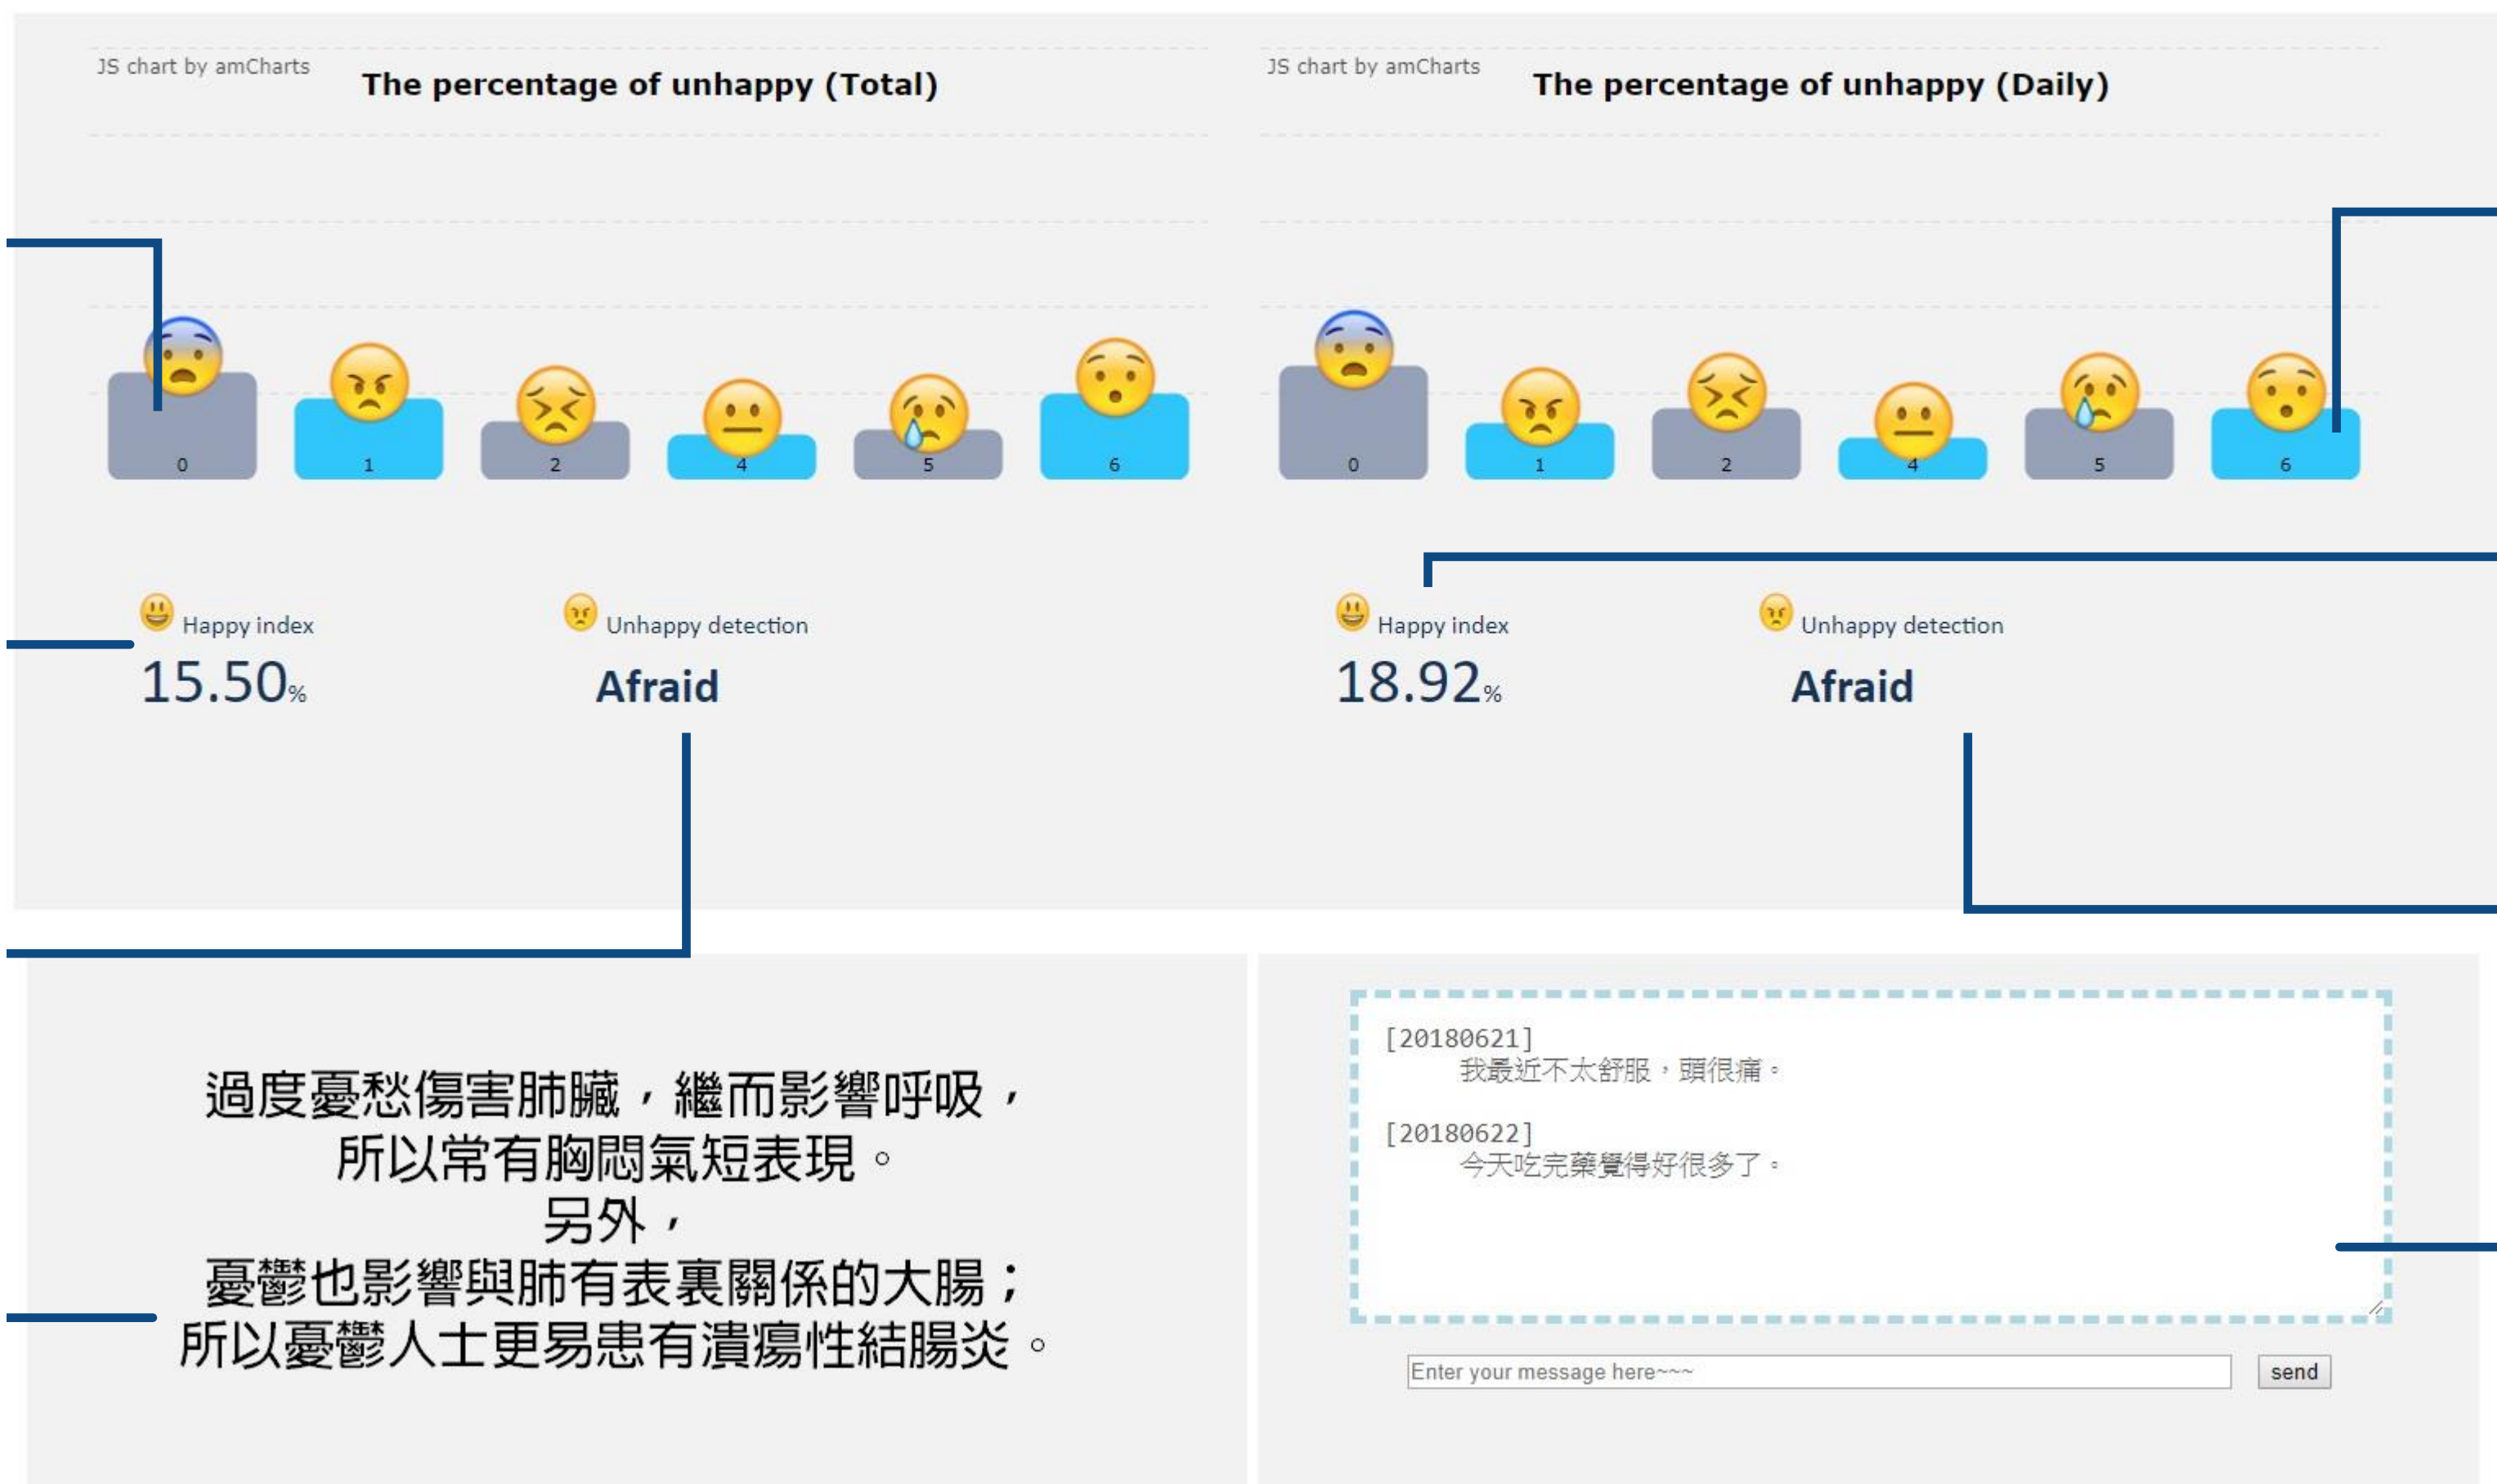 JS chart by amCharts
The percentage of unhappy (Total)
0 1 2 4 5 6
Happy index
15.50%
Unhappy detection
Afraid
JS chart by amCharts
The percentage of unhappy (Daily)
0 1 2 4 5 6
Happy index
18.92%
Unhappy detection
Afraid
過度憂愁傷害肺臟，繼而影響呼吸，
所以常有胸悶氣短表現。
另外，
憂鬱也影響與肺有表裏關係的大腸；
所以憂鬱人士更易患有潰瘍性結腸炎。
[20180621]
我最近不太舒服，頭很痛。
[20180622]
今天吃完藥覺得好很多了。
Enter your message here~~~
send